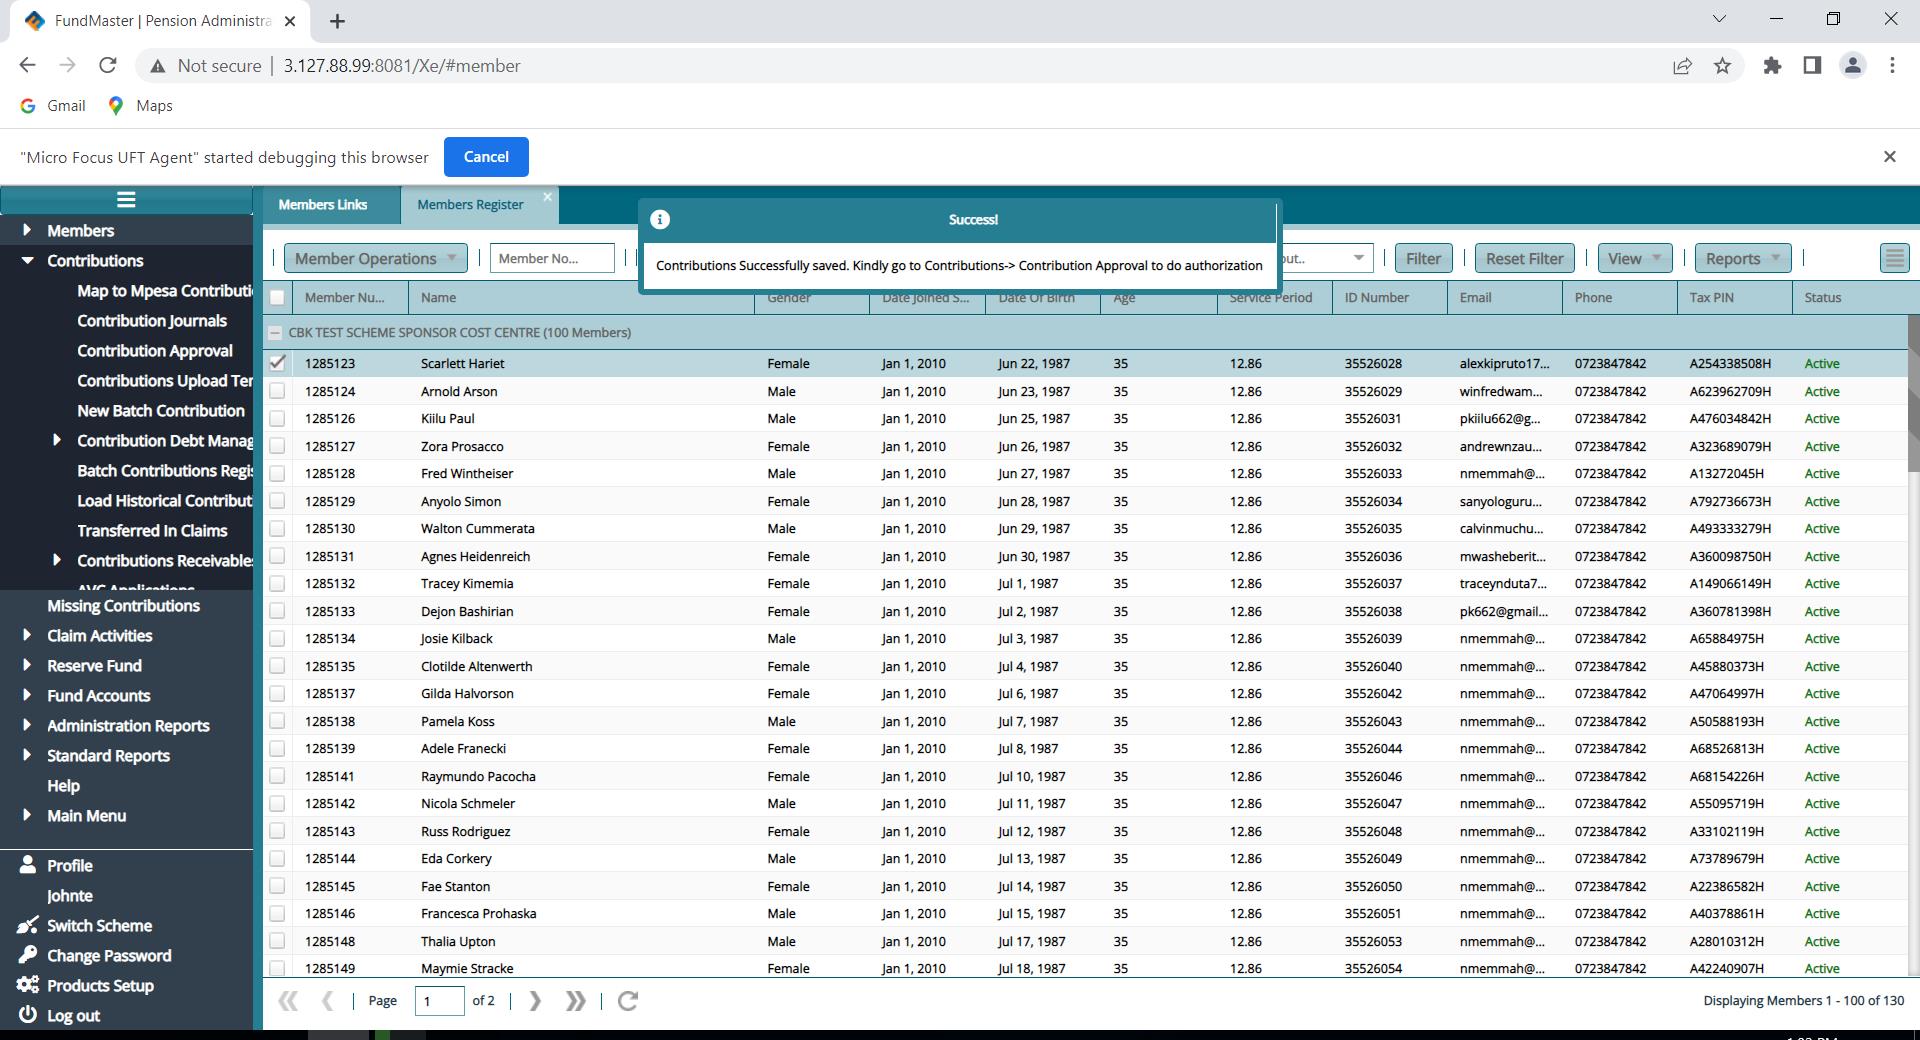 FundMaster | Pension Administra
Not secure | 3.127.88.99:8081/Xe/#member
Gmail Maps
"Micro Focus UFT Agent" started debugging this browser Cancel
Members
Contributions
Map to Mpesa Contributi
Contribution Journals
Contribution Approval
Contributions Upload Ter
New Batch Contribution
Contribution Debt Manag
Batch Contributions Regis
Load Historical Contribut
Transferred In Claims
Contributions Receivable
AVC Applications
Missing Contributions
Claim Activities
Reserve Fund
Fund Accounts
Administration Reports
Standard Reports
Help
Main Menu
Profile
Johnte
Switch Scheme
Change Password
Products Setup
Log out
Members Links Members Register
Success!
Contributions Successfully saved. Kindly go to Contributions-> Contribution Approval to do authorization
Member Operations Member No... out.. Filter Reset Filter View Reports
Member Nu... Name Gender Date Joined S... Date Of Birth Age Service Period ID Number Email Phone Tax PIN Status
CBK TEST SCHEME SPONSOR COST CENTRE (100 Members)
1285123 Scarlett Hariet Female Jan 1, 2010 Jun 22, 1987 35 12.86 35526028 alexkipruto17... 0723847842 A254338508H Active
1285124 Arnold Arson Male Jan 1, 2010 Jun 23, 1987 35 12.86 35526029 winfredwam... 0723847842 A623962709H Active
1285126 Kiilu Paul Male Jan 1, 2010 Jun 25, 1987 35 12.86 35526031 pkiilu662@g... 0723847842 A476034842H Active
1285127 Zora Prosacco Female Jan 1, 2010 Jun 26, 1987 35 12.86 35526032 andrewnzau... 0723847842 A323689079H Active
1285128 Fred Wintheiser Male Jan 1, 2010 Jun 27, 1987 35 12.86 35526033 nmemmah@... 0723847842 A13272045H Active
1285129 Anyolo Simon Female Jan 1, 2010 Jun 28, 1987 35 12.86 35526034 sanyologuru... 0723847842 A792736673H Active
1285130 Walton Cummerata Male Jan 1, 2010 Jun 29, 1987 35 12.86 35526035 calvinmuchu... 0723847842 A493333279H Active
1285131 Agnes Heidenreich Female Jan 1, 2010 Jun 30, 1987 35 12.86 35526036 mwasheberit... 0723847842 A360098750H Active
1285132 Tracey Kimemia Male Jan 1, 2010 Jul 1, 1987 35 12.86 35526037 traceynduta7... 0723847842 A149066149H Active
1285133 Dejon Bashirian Female Jan 1, 2010 Jul 2, 1987 35 12.86 35526038 pk662@gmail... 0723847842 A360781398H Active
1285134 Josie Kilback Male Jan 1, 2010 Jul 3, 1987 35 12.86 35526039 nmemmah@... 0723847842 A65884975H Active
1285135 Clotilde Altenwerth Female Jan 1, 2010 Jul 4, 1987 35 12.86 35526040 nmemmah@... 0723847842 A45880373H Active
1285137 Gilda Halvorson Female Jan 1, 2010 Jul 6, 1987 35 12.86 35526042 nmemmah@... 0723847842 A47064997H Active
1285138 Pamela Koss Male Jan 1, 2010 Jul 7, 1987 35 12.86 35526043 nmemmah@... 0723847842 A50588193H Active
1285139 Adele Franecki Female Jan 1, 2010 Jul 8, 1987 35 12.86 35526044 nmemmah@... 0723847842 A68526813H Active
1285141 Raymundo Pacocha Female Jan 1, 2010 Jul 10, 1987 35 12.86 35526046 nmemmah@... 0723847842 A68154226H Active
1285142 Nicola Schmeler Male Jan 1, 2010 Jul 11, 1987 35 12.86 35526047 nmemmah@... 0723847842 A55095719H Active
1285143 Russ Rodriguez Female Jan 1, 2010 Jul 12, 1987 35 12.86 35526048 nmemmah@... 0723847842 A33102119H Active
1285144 Eda Corkery Male Jan 1, 2010 Jul 13, 1987 35 12.86 35526049 nmemmah@... 0723847842 A73789679H Active
1285145 Fae Stanton Female Jan 1, 2010 Jul 14, 1987 35 12.86 35526050 nmemmah@... 0723847842 A22386582H Active
1285146 Francesca Prohaska Male Jan 1, 2010 Jul 15, 1987 35 12.86 35526051 nmemmah@... 0723847842 A40378861H Active
1285148 Thalia Upton Male Jan 1, 2010 Jul 17, 1987 35 12.86 35526053 nmemmah@... 0723847842 A28010312H Active
1285149 Maymie Stracke Female Jan 1, 2010 Jul 18, 1987 35 12.86 35526054 nmemmah@... 0723847842 A42240907H Active
Page 1 of 2 Displaying Members 1 - 100 of 130